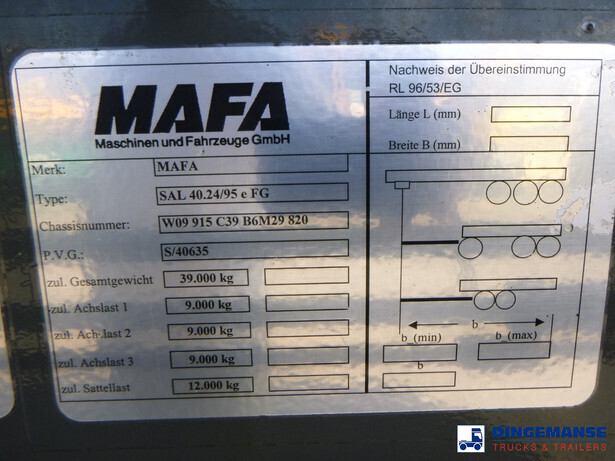 MAFA
Maschinen und Fahrzeuge GmbH
Merk: MAFA
Type: SAL 40.24/95 e FG
Chassisnummer: W09 915 C39 B6M29 820
P.V.G.: S/40635
zul. Gesamtgewicht 39.000 kg
zul. Achslast 1 9.000 kg
zul. Achslast 2 9.000 kg
zul. Achslast 3 9.000 kg
zul. Sattellast 12.000 kg
Nachweis der Übereinstimmung
RL 96/53/EG
Länge L (mm)
Breite B (mm)
b
b (min) b (max)
b
DINGEMANSE
TRUCKS & TRAILERS